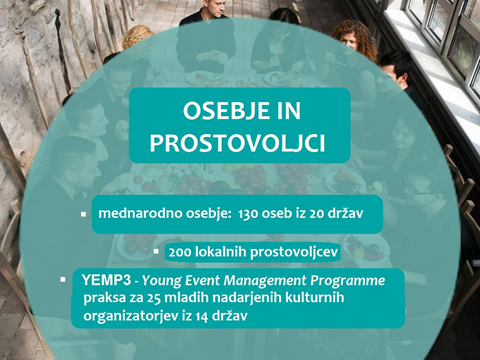 OSEBJE IN
PROSTOVOLJCI
▪ mednarodno osebje: 130 oseb iz 20 držav
▪ 200 lokalnih prostovoljcev
▪ YEMP3 - Young Event Management Programme
praksa za 25 mladih nadarjenih kulturnih
organizatorjev iz 14 držav